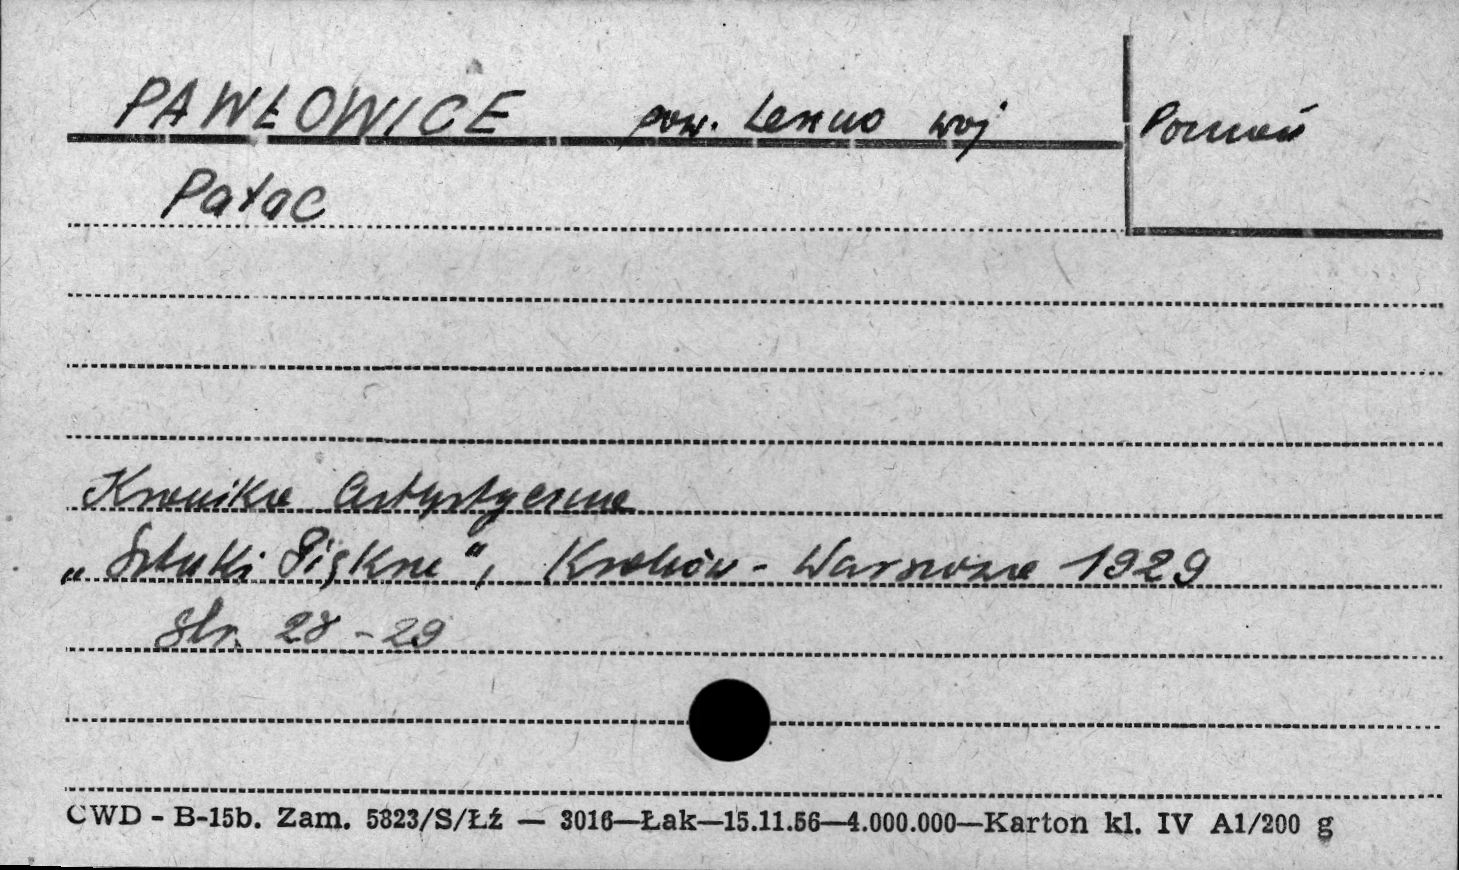 PAWŁOWICE pow. Leszno woj Poznań
Pałac
Kronika Artystyczna
„Sztuki Piękne", Kraków - Warszawa 1929
Str. 28 - 29
CWD - B-15b. Zam. 5823/S/Łź — 3016—Łak—15.11.56—4.000.000—Karton kl. IV A1/200 g